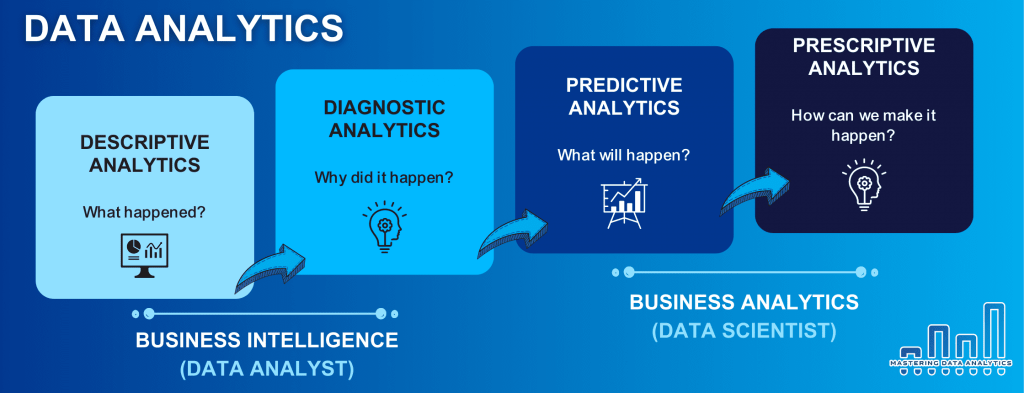 DATA ANALYTICS
DESCRIPTIVE
ANALYTICS
What happened?
DIAGNOSTIC
ANALYTICS
Why did it happen?
PREDICTIVE
ANALYTICS
What will happen?
PRESCRIPTIVE
ANALYTICS
How can we make it
happen?
BUSINESS INTELLIGENCE
(DATA ANALYST)
BUSINESS ANALYTICS
(DATA SCIENTIST)
MASTERING DATA ANALYTICS